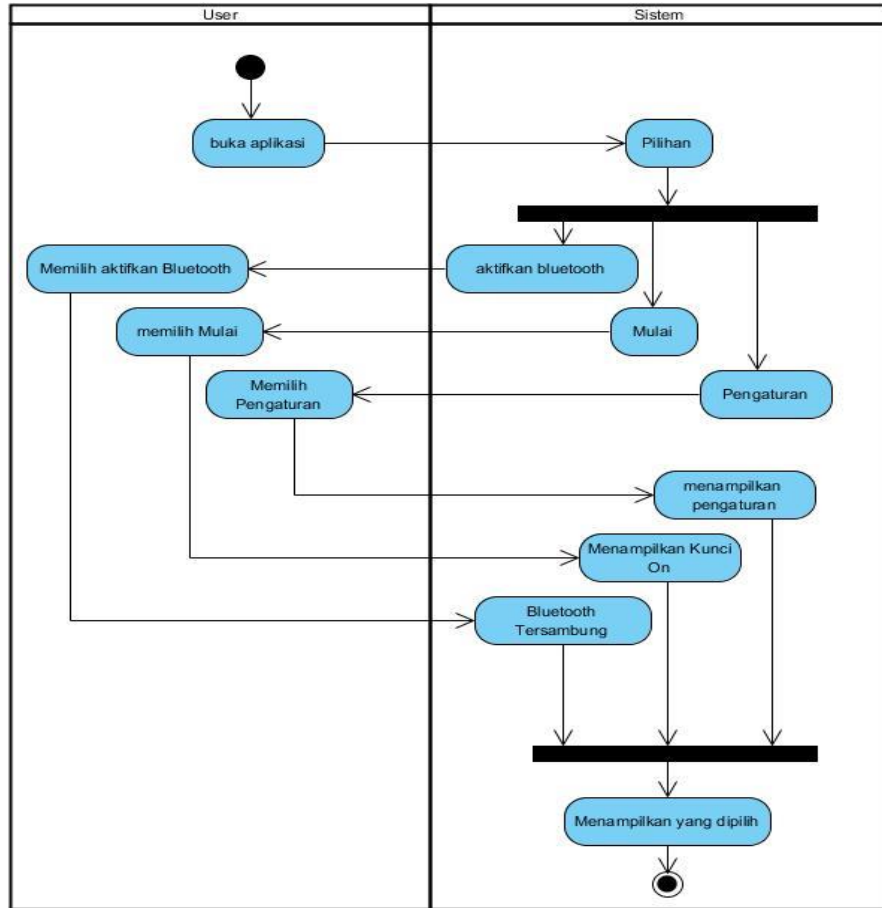 User
Sistem
buka aplikasi
Pilihan
Memilih aktifkan Bluetooth
aktifkan bluetooth
memilih Mulai
Mulai
Memilih
Pengaturan
Pengaturan
menampilkan
pengaturan
Menampilkan Kunci
On
Bluetooth
Tersambung
Menampilkan yang dipilih